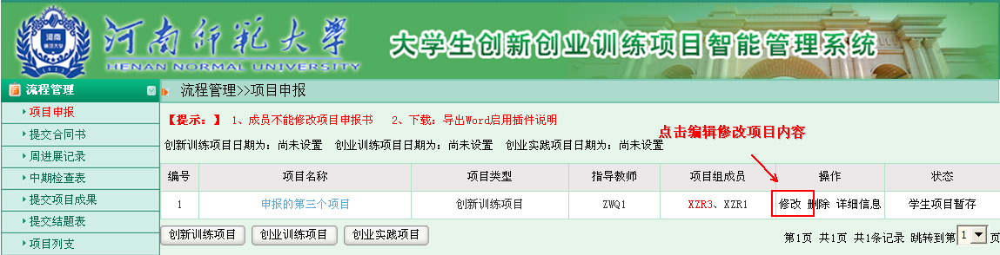 河南师范大学
HENAN NORMAL UNIVERSITY
大学生创新创业训练项目智能管理系统
流程管理
项目申报
提交合同书
周进展记录
中期检查表
提交项目成果
提交结题表
项目列支
流程管理>>项目申报
【提示:】 1、成员不能修改项目申报书 2、下载: 导出Word启用插件说明
点击编辑修改项目内容
创新训练项目日期为: 尚未设置 创业训练项目日期为: 尚未设置 创业实践项目日期为: 尚未设置
编号 项目名称 项目类型 指导教师 项目组成员 操作 状态
1 申报的第三个项目 创新训练项目 ZWQ1 XZR3、XZR1 修改 删除 详细信息 学生项目暂存
创新训练项目 创业训练项目 创业实践项目
第1页 共1页 共1条记录 跳转到第 1 页